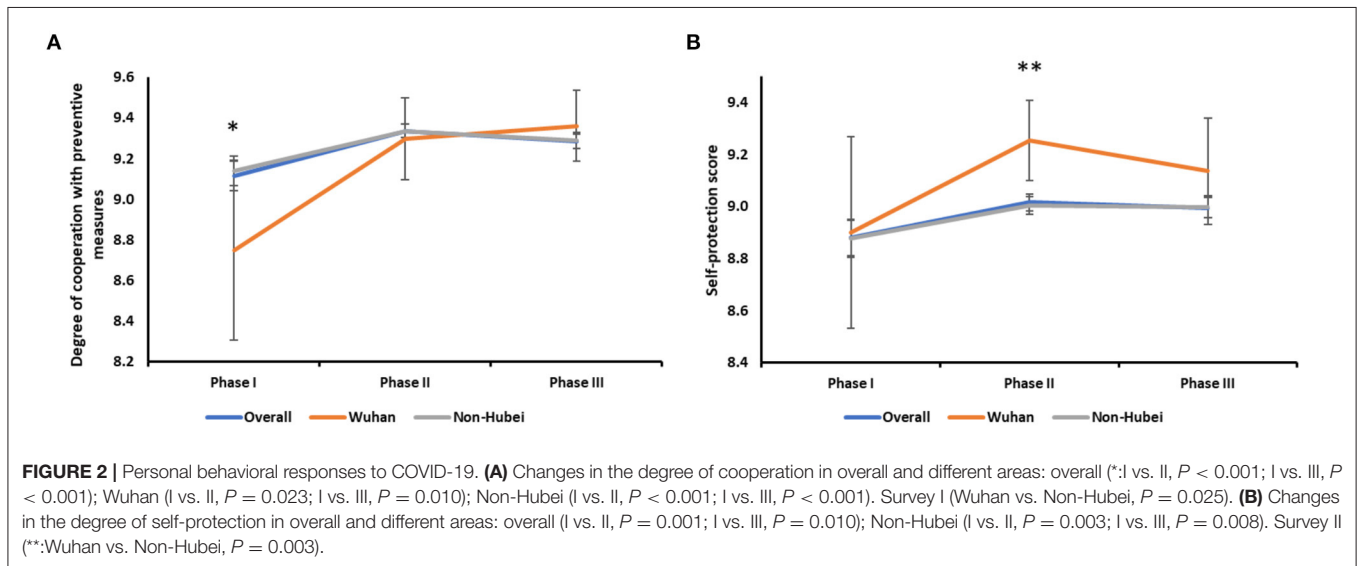 A
Degree of cooperation with preventive
measures
9.6
9.4
9.2
9.0
8.8
8.6
8.4
8.2
*
Phase I Phase II Phase III
Overall Wuhan Non-Hubei
B
Self-protection score
9.4
9.2
9.0
8.8
8.6
8.4
**
Phase I Phase II Phase III
Overall Wuhan Non-Hubei
FIGURE 2 | Personal behavioral responses to COVID-19. (A) Changes in the degree of cooperation in overall and different areas: overall (*:I vs. II, P < 0.001; I vs. III, P
< 0.001); Wuhan (I vs. II, P = 0.023; I vs. III, P = 0.010); Non-Hubei (I vs. II, P < 0.001; I vs. III, P < 0.001). Survey I (Wuhan vs. Non-Hubei, P = 0.025). (B) Changes
in the degree of self-protection in overall and different areas: overall (I vs. II, P = 0.001; I vs. III, P = 0.010); Non-Hubei (I vs. II, P = 0.003; I vs. III, P = 0.008). Survey II
(**:Wuhan vs. Non-Hubei, P = 0.003).